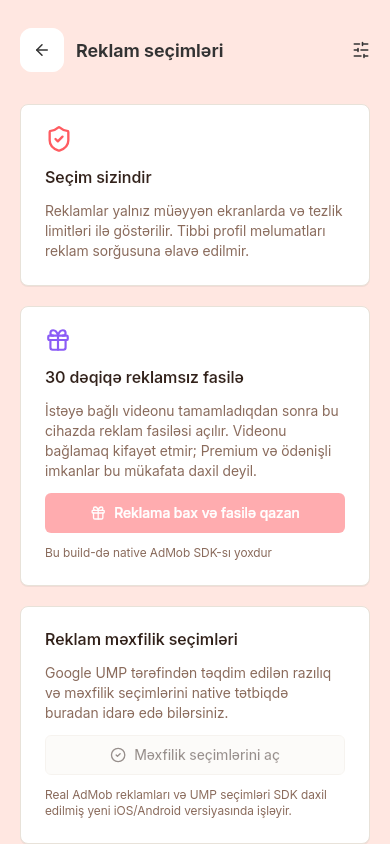 Reklam seçimləri
Seçim sizindir
Reklamlar yalnız müəyyən ekranlarda və tezlik
limitləri ilə göstərilir. Tibbi profil məlumatları
reklam sorğusuna əlavə edilmir.
30 dəqiqə reklamsız fasilə
İstəyə bağlı videonu tamamladıqdan sonra bu
cihazda reklam fasiləsi açılır. Videonu
bağlamaq kifayət etmir; Premium və ödənişli
imkanlar bu mükafata daxil deyil.
Reklama bax və fasilə qazan
Bu build-də native AdMob SDK-sı yoxdur
Reklam məxfilik seçimləri
Google UMP tərəfindən təqdim edilən razılıq
və məxfilik seçimlərini native tətbiqdə
buradan idarə edə bilərsiniz.
Məxfilik seçimlərini aç
Real AdMob reklamları və UMP seçimləri SDK daxil
edilmiş yeni iOS/Android versiyasında işləyir.